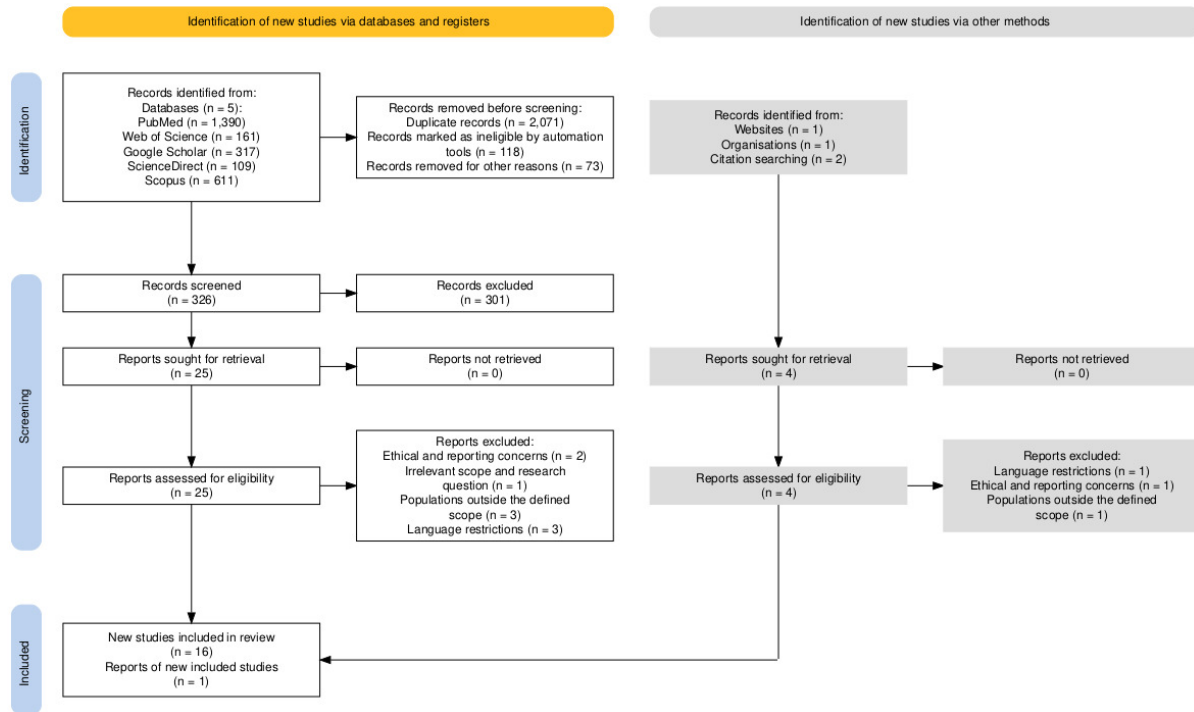 Identification of new studies via databases and registers
Identification of new studies via other methods
Identification
Records identified from:
Databases (n = 5):
PubMed (n = 1,390)
Web of Science (n = 161)
Google Scholar (n = 317)
ScienceDirect (n = 109)
Scopus (n = 611)
Records removed before screening:
Duplicate records (n = 2,071)
Records marked as ineligible by automation
tools (n = 118)
Records removed for other reasons (n = 73)
Records identified from:
Websites (n = 1)
Organisations (n = 1)
Citation searching (n = 2)
Screening
Records screened
(n = 326)
Records excluded
(n = 301)
Reports sought for retrieval
(n = 25)
Reports not retrieved
(n = 0)
Reports sought for retrieval
(n = 4)
Reports not retrieved
(n = 0)
Reports assessed for eligibility
(n = 25)
Reports excluded:
Ethical and reporting concerns (n = 2)
Irrelevant scope and research
question (n = 1)
Populations outside the defined
scope (n = 3)
Language restrictions (n = 3)
Reports assessed for eligibility
(n = 4)
Reports excluded:
Language restrictions (n = 1)
Ethical and reporting concerns (n = 1)
Populations outside the defined
scope (n = 1)
Included
New studies included in review
(n = 16)
Reports of new included studies
(n = 1)